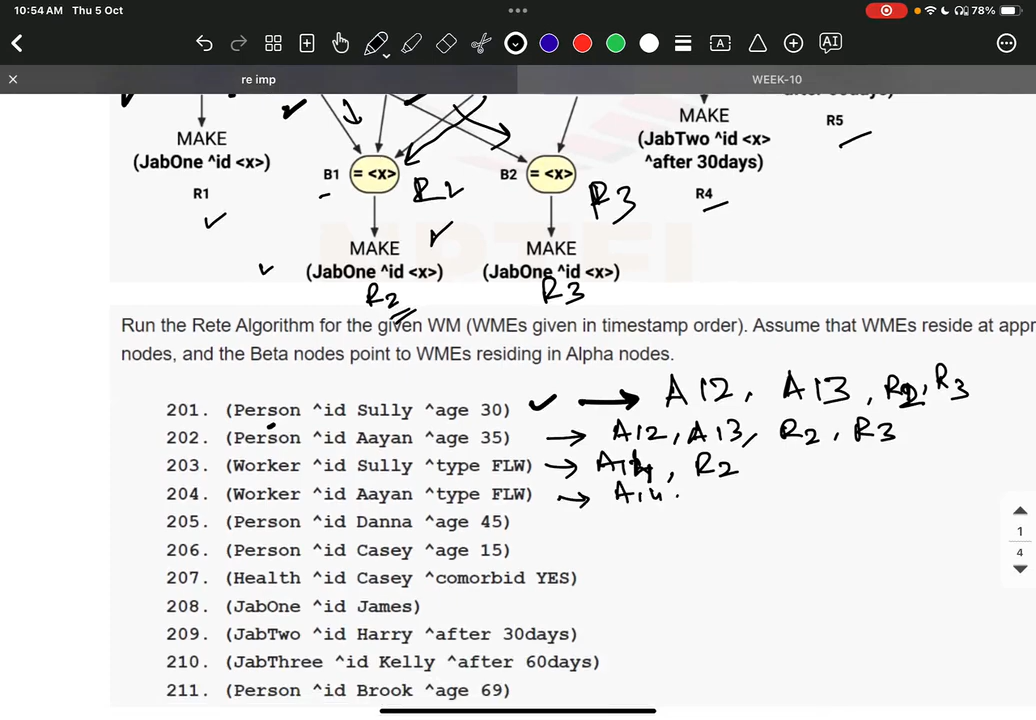 10:54 AM Thu 5 Oct
78%
re imp
WEEK-10
MAKE
(JabOne ^id <x>)
R1
B1 = <x> R2
B2 = <x> R3
MAKE
(JabTwo ^id <x>
^after 30days)
R4
R5
MAKE
(JabOne ^id <x>)
R2
MAKE
(JabOne ^id <x>)
R3
Run the Rete Algorithm for the given WM (WMEs given in timestamp order). Assume that WMEs reside at appr
nodes, and the Beta nodes point to WMEs residing in Alpha nodes.
201. (Person ^id Sully ^age 30) ✓ → A12, A13, R2, R3
202. (Person ^id Aayan ^age 35) → A12, A13, R2, R3
203. (Worker ^id Sully ^type FLW) → A14, R2
204. (Worker ^id Aayan ^type FLW) → A14.
205. (Person ^id Danna ^age 45)
206. (Person ^id Casey ^age 15)
207. (Health ^id Casey ^comorbid YES)
208. (JabOne ^id James)
209. (JabTwo ^id Harry ^after 30days)
210. (JabThree ^id Kelly ^after 60days)
211. (Person ^id Brook ^age 69)
1
4